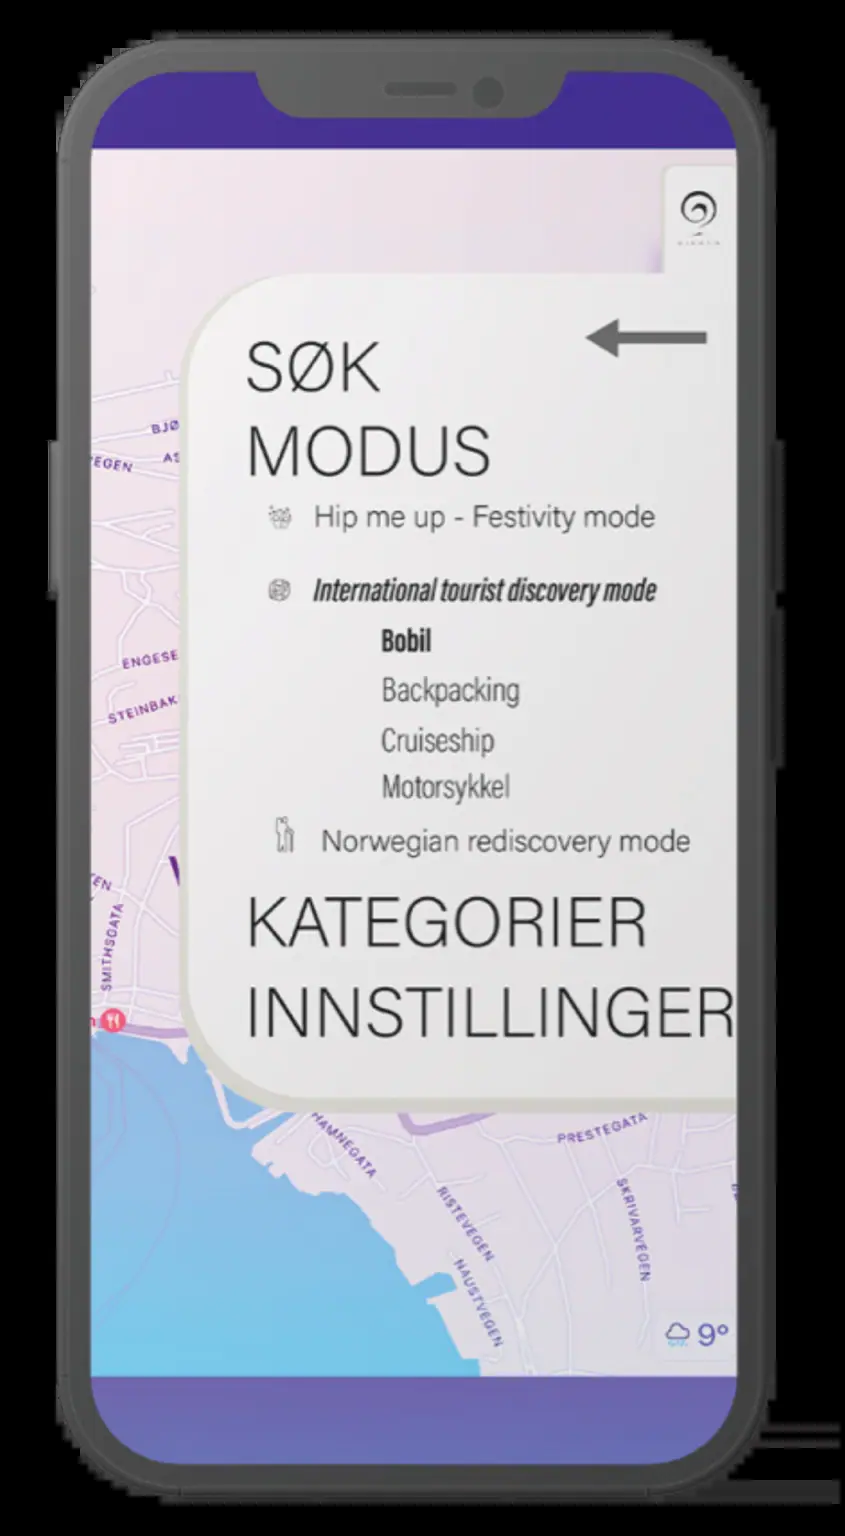 SØK
MODUS
Hip me up - Festivity mode
International tourist discovery mode
Bobil
Backpacking
Cruiseship
Motorsykkel
Norwegian rediscovery mode
KATEGORIER
INNSTILLINGER
BJØ
EGEN
AS
ENGESE
STEINBAK
EN
SMITHSGATA
HAMNEGATA
PRESTEGATA
RISTEVEGEN
SKRIVARVEGEN
NAUSTVEGEN
9°